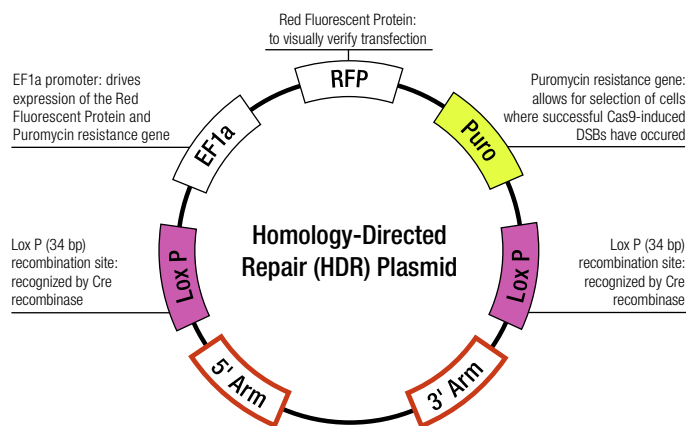 Red Fluorescent Protein:
to visually verify transfection
RFP
EF1a promoter: drives
expression of the Red
Fluorescent Protein and
Puromycin resistance gene
EF1a
Puromycin resistance gene:
allows for selection of cells
where successful Cas9-induced
DSBs have occured
Puro
Homology-Directed
Repair (HDR) Plasmid
Lox P (34 bp)
recombination site:
recognized by Cre
recombinase
Lox P
Lox P (34 bp)
recombination site:
recognized by Cre
recombinase
Lox P
5' Arm
3' Arm